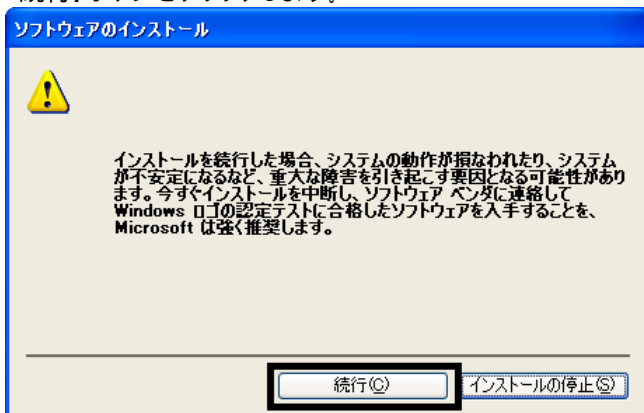 ソフトウェアのインストール
インストールを続行した場合、システムの動作が損なわれたり、システム
が不安定になるなど、重大な障害を引き起こす要因となる可能性があり
ます。今すぐインストールを中断し、ソフトウェア ベンダに連絡して
Windows ロゴの認定テストに合格したソフトウェアを入手することを、
Microsoft は強く推奨します。
続行(C)
インストールの停止(S)